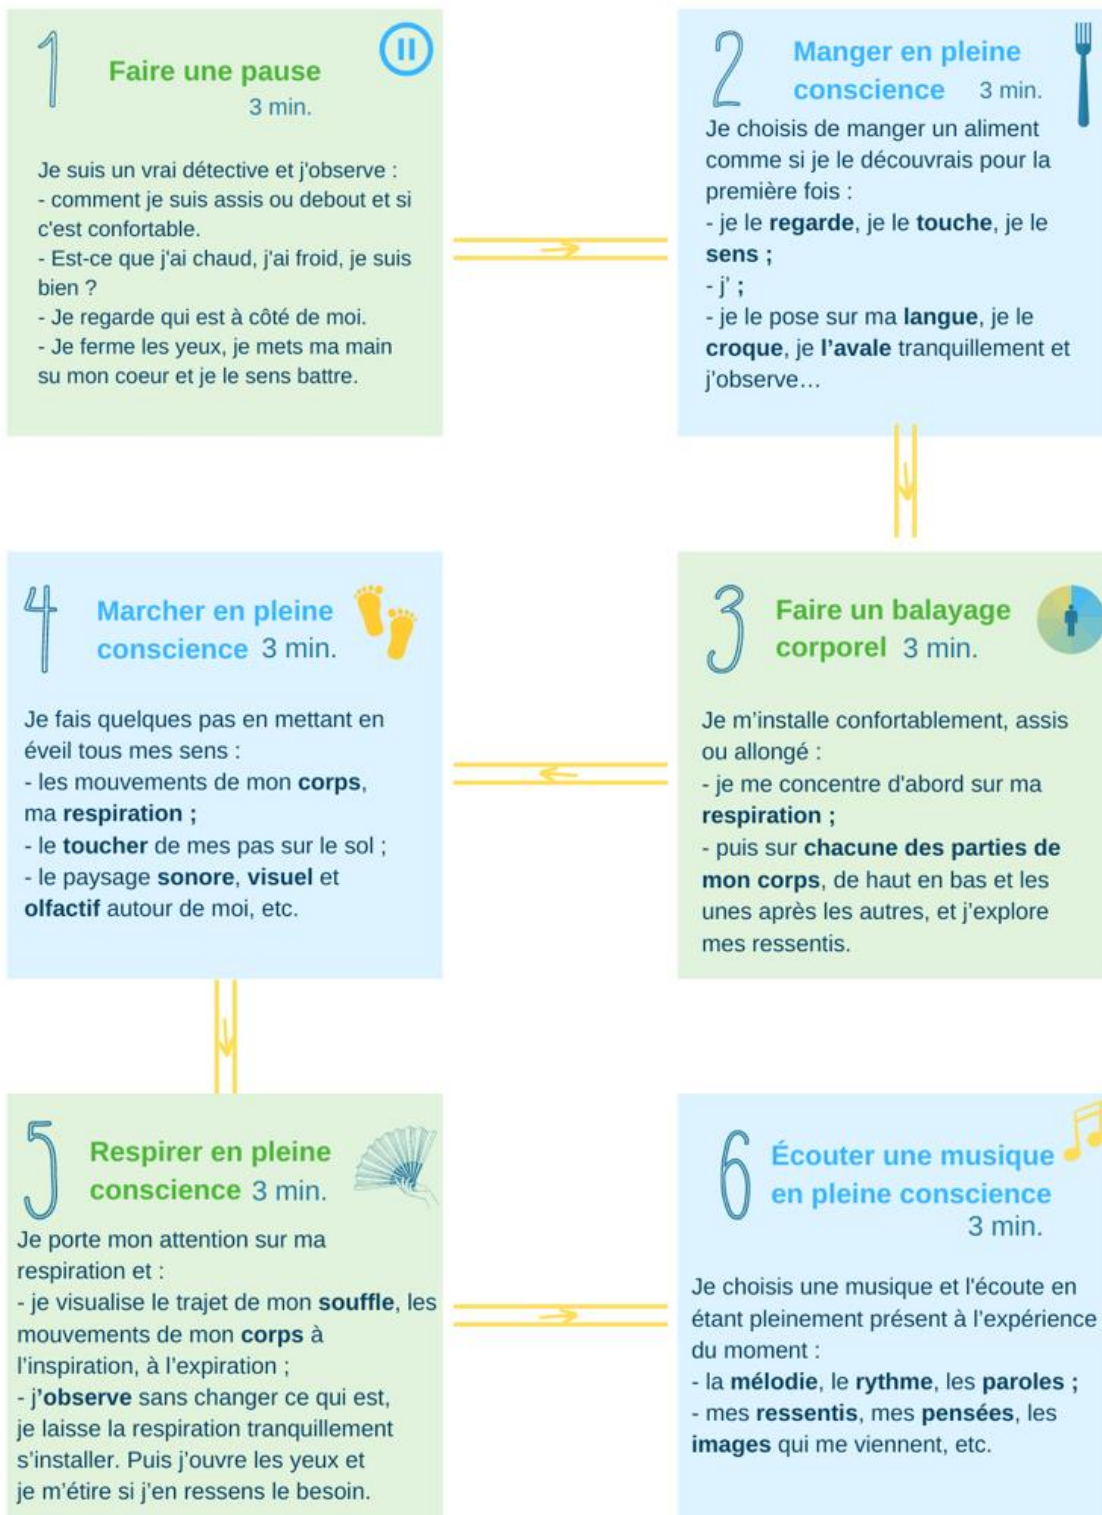 1
Faire une pause
3 min.
Je suis un vrai détective et j'observe :
- comment je suis assis ou debout et si
c'est confortable.
- Est-ce que j'ai chaud, j'ai froid, je suis
bien ?
- Je regarde qui est à côté de moi.
- Je ferme les yeux, je mets ma main
su mon coeur et je le sens battre.
2
Manger en pleine
conscience 3 min.
Je choisis de manger un aliment
comme si je le découvrais pour la
première fois :
- je le regarde, je le touche, je le
sens ;
- j' ;
- je le pose sur ma langue, je le
croque, je l’avale tranquillement et
j’observe…
3
Faire un balayage
corporel 3 min.
Je m’installe confortablement, assis
ou allongé :
- je me concentre d'abord sur ma
respiration ;
- puis sur chacune des parties de
mon corps, de haut en bas et les
unes après les autres, et j’explore
mes ressentis.
4
Marcher en pleine
conscience 3 min.
Je fais quelques pas en mettant en
éveil tous mes sens :
- les mouvements de mon corps,
ma respiration ;
- le toucher de mes pas sur le sol ;
- le paysage sonore, visuel et
olfactif autour de moi, etc.
5
Respirer en pleine
conscience 3 min.
Je porte mon attention sur ma
respiration et :
- je visualise le trajet de mon souffle, les
mouvements de mon corps à
l’inspiration, à l’expiration ;
- j’observe sans changer ce qui est,
je laisse la respiration tranquillement
s’installer. Puis j’ouvre les yeux et
je m’étire si j’en ressens le besoin.
6
Écouter une musique
en pleine conscience
3 min.
Je choisis une musique et l'écoute en
étant pleinement présent à l’expérience
du moment :
- la mélodie, le rythme, les paroles ;
- mes ressentis, mes pensées, les
images qui me viennent, etc.